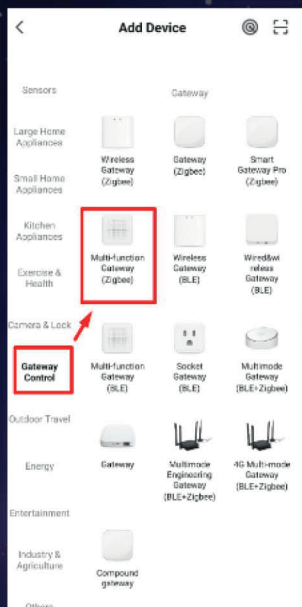 Add Device
Sensors
Large Home
Appliances
Small Home
Appliances
Kitchen
Appliances
Exercise &
Health
Camera & Lock
Gateway
Control
Outdoor Travel
Energy
Entertainment
Industry &
Agriculture
Others
Gateway
Wireless
Gateway
(Zigbee)
Gateway
(Zigbee)
Smart
Gateway Pro
(Zigbee)
Multi-function
Gateway
(Zigbee)
Wireless
Gateway
(BLE)
Wired&wi
reless
Gateway
(BLE)
Multi-function
Gateway
(BLE)
Socket
Gateway
(BLE)
Multimode
Gateway
(BLE+Zigbee)
Gateway
Multimode
Engineering
Gateway
(BLE+Zigbee)
4G Multi-mode
Gateway
(BLE+Zigbee)
Compound
gateway